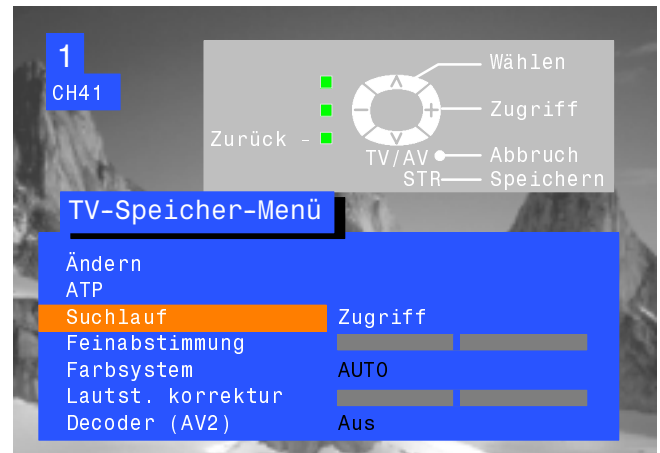 1
CH41
Wählen
Zugriff
Zurück -
TV/AV
Abbruch
STR
Speichern
TV-Speicher-Menü
Ändern
ATP
Suchlauf Zugriff
Feinabstimmung
Farbsystem AUTO
Lautst. korrektur
Decoder (AV2) Aus